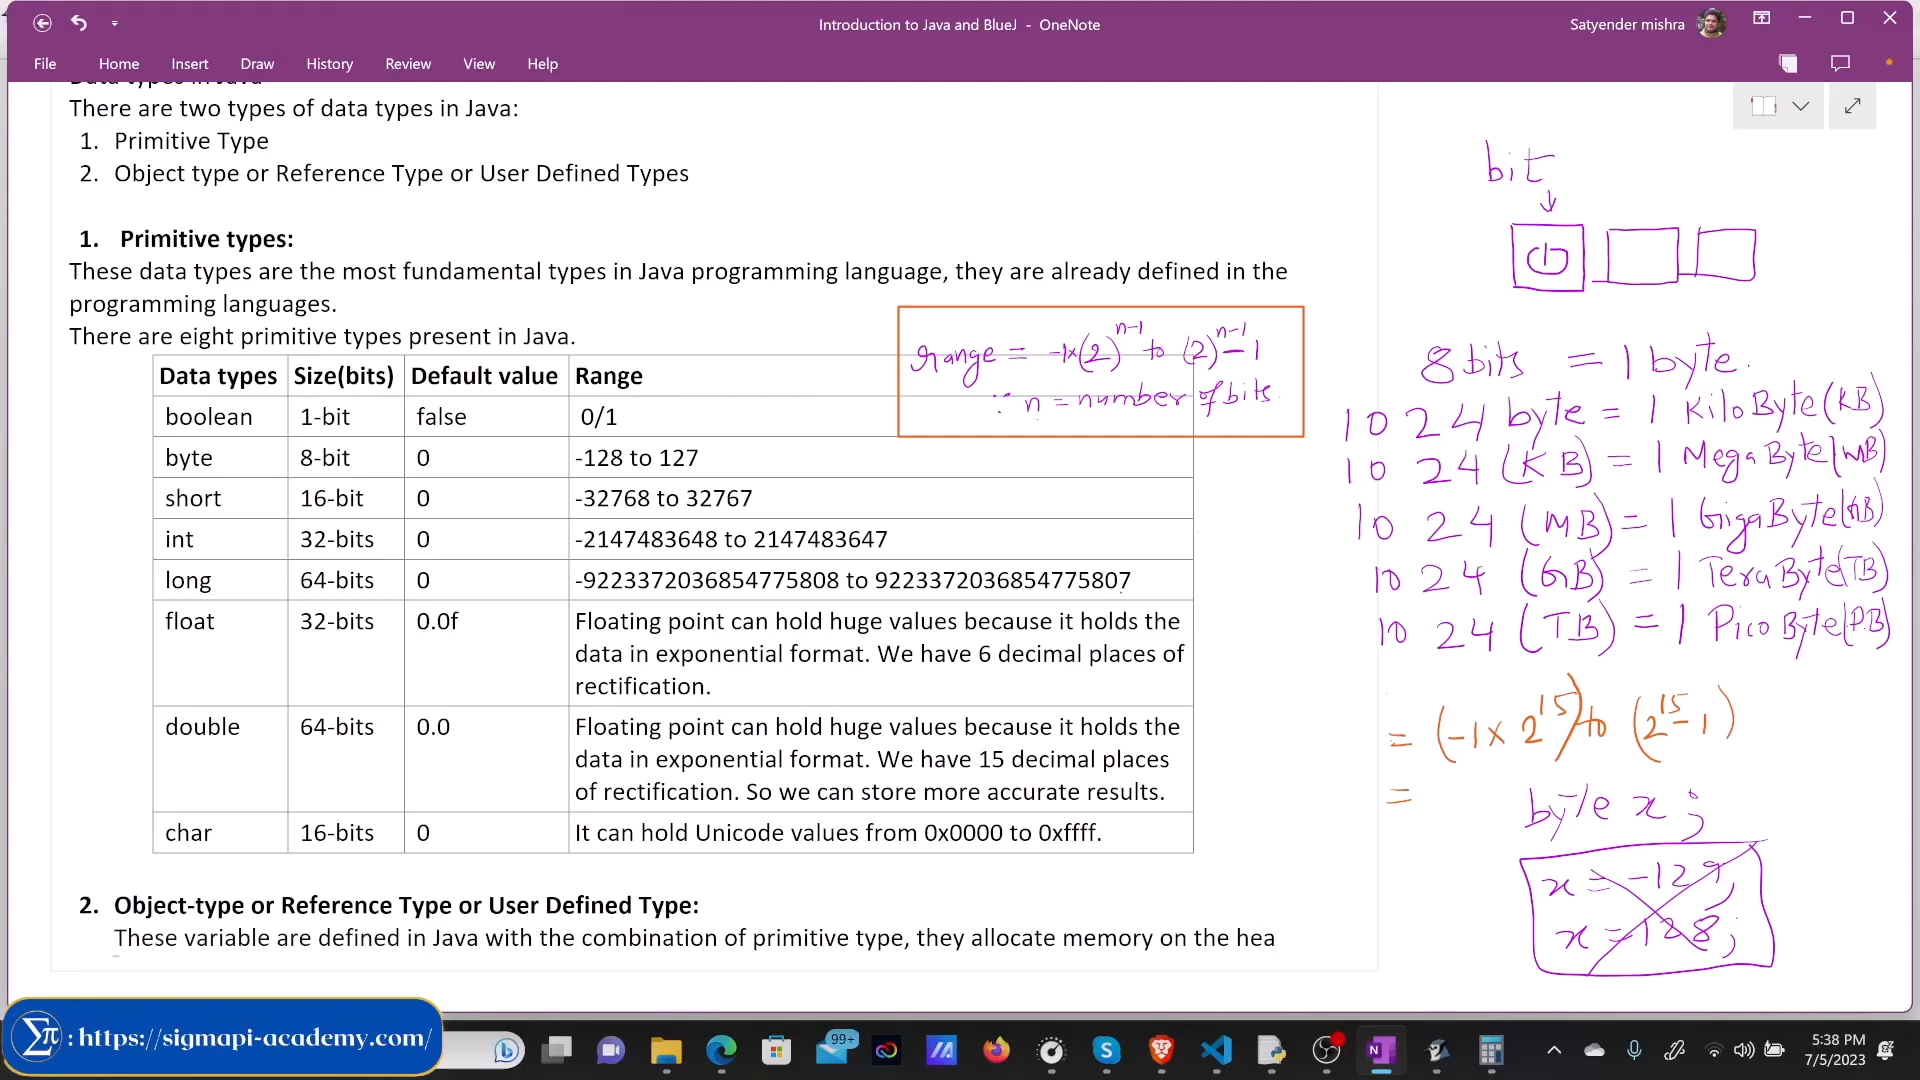 Introduction to Java and BlueJ - OneNote
Satyender mishra
File Home Insert Draw History Review View Help
Data types in Java
There are two types of data types in Java:
1. Primitive Type
2. Object type or Reference Type or User Defined Types
1. Primitive types:
These data types are the most fundamental types in Java programming language, they are already defined in the
programming languages.
There are eight primitive types present in Java.
range = -1×(2)^n-1 to (2)^n-1 - 1
∵ n = number of bits
Data types Size(bits) Default value Range
boolean 1-bit false 0/1
byte 8-bit 0 -128 to 127
short 16-bit 0 -32768 to 32767
int 32-bits 0 -2147483648 to 2147483647
long 64-bits 0 -9223372036854775808 to 9223372036854775807
float 32-bits 0.0f Floating point can hold huge values because it holds the
data in exponential format. We have 6 decimal places of
rectification.
double 64-bits 0.0 Floating point can hold huge values because it holds the
data in exponential format. We have 15 decimal places
of rectification. So we can store more accurate results.
char 16-bits 0 It can hold Unicode values from 0x0000 to 0xffff.
2. Object-type or Reference Type or User Defined Type:
These variable are defined in Java with the combination of primitive type, they allocate memory on the hea
bit
8 bits = 1 byte.
1024 byte = 1 KiloByte(KB)
1024 (KB) = 1 MegaByte(MB)
1024 (MB) = 1 GigaByte(GB)
1024 (GB) = 1 TeraByte(TB)
1024 (TB) = 1 PicoByte(P.B)
= (-1 × 2^15) to (2^15 - 1)
=
byte x;
x = -129;
x = 128;
Σπ : https://sigmapi-academy.com/
99+
5:38 PM
7/5/2023